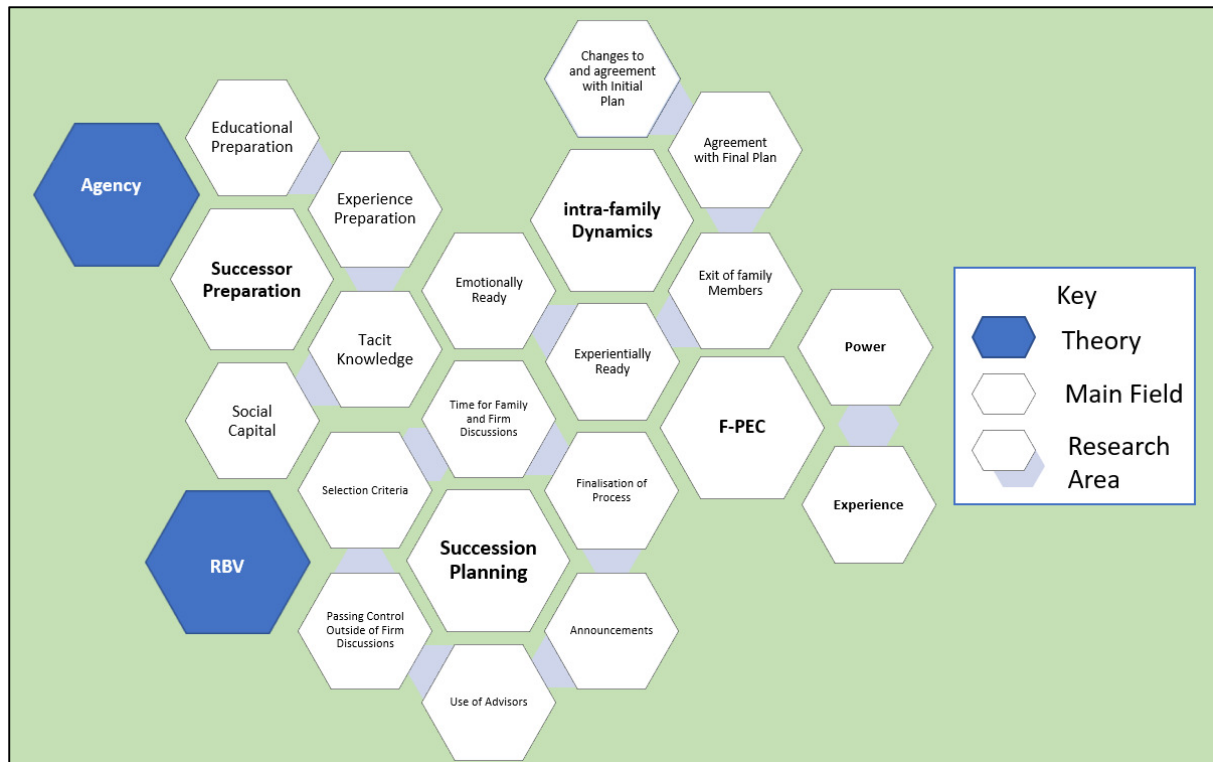 Changes to
and agreement
with Initial
Plan
Educational
Preparation
Agreement
with Final Plan
Agency
Experience
Preparation
intra-family
Dynamics
Successor
Preparation
Emotionally
Ready
Exit of family
Members
Key
Theory
Main Field
Research
Area
Tacit
Knowledge
Experientially
Ready
Power
Social
Capital
Time for Family
and Firm
Discussions
F-PEC
Selection Criteria
Finalisation of
Process
Experience
RBV
Succession
Planning
Passing Control
Outside of Firm
Discussions
Announcements
Use of Advisors